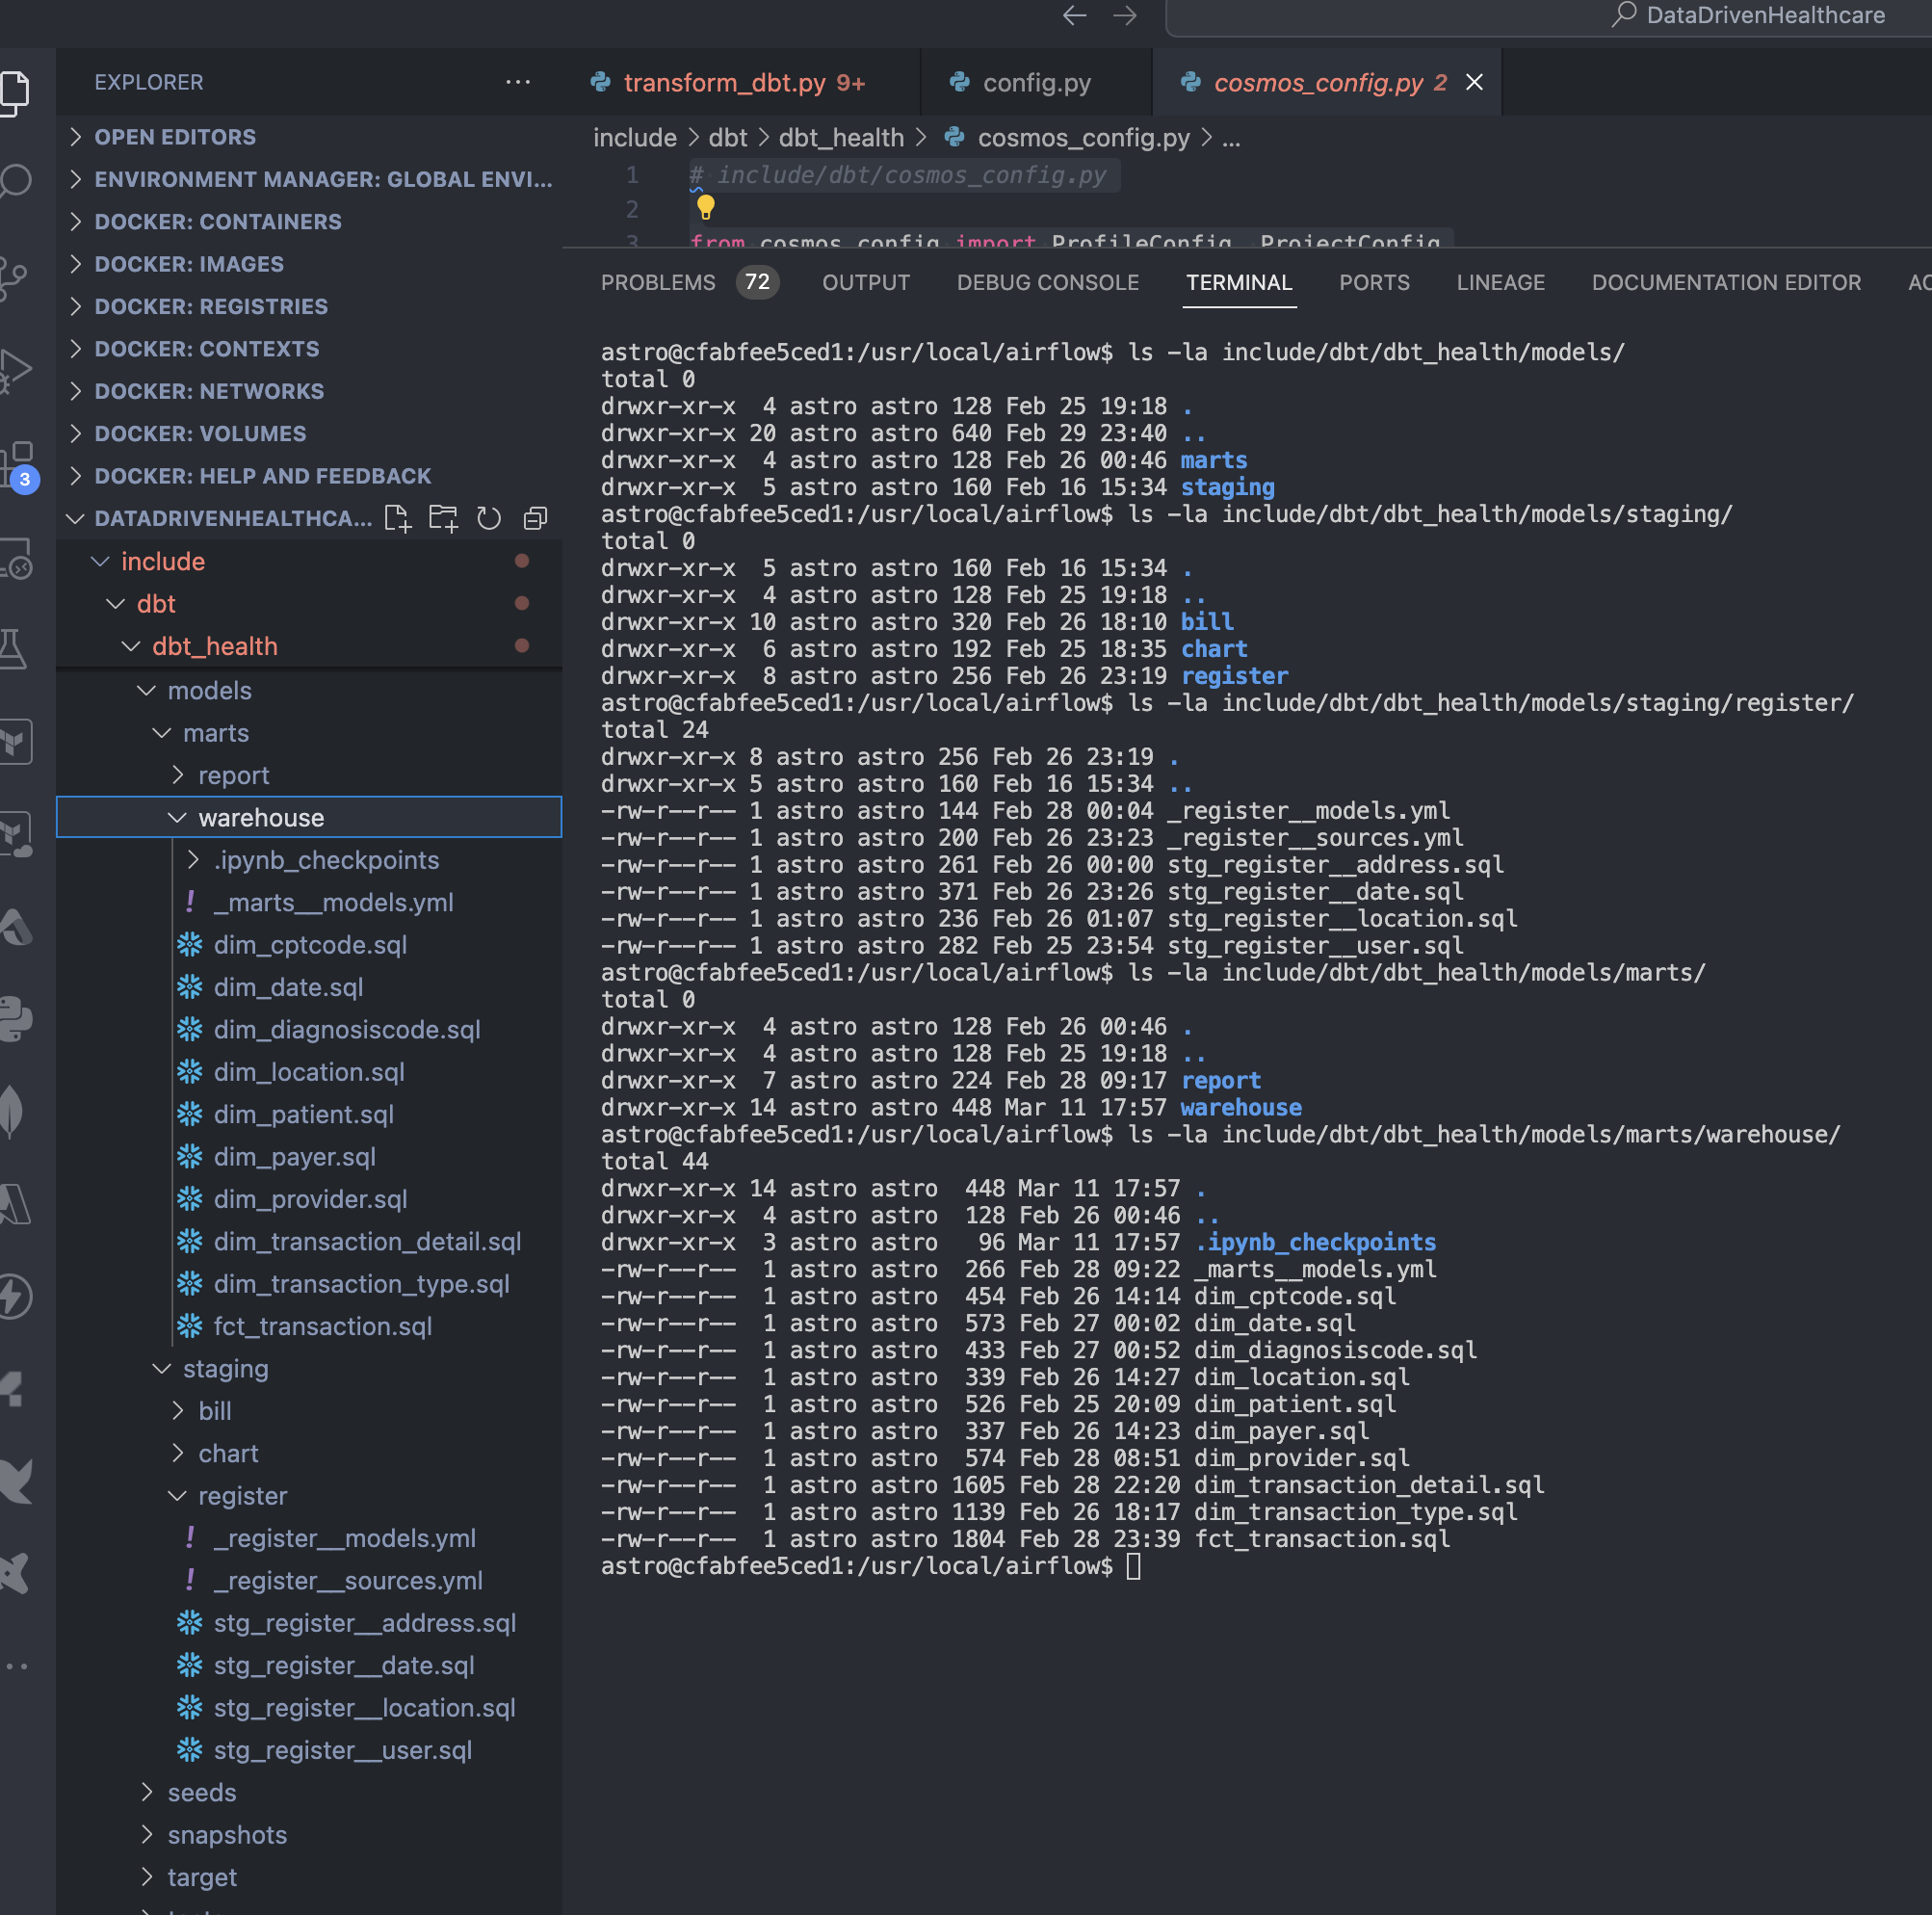 DataDrivenHealthcare
EXPLORER
transform_dbt.py 9+
config.py
cosmos_config.py 2
OPEN EDITORS
ENVIRONMENT MANAGER: GLOBAL ENVI...
DOCKER: CONTAINERS
DOCKER: IMAGES
DOCKER: REGISTRIES
DOCKER: CONTEXTS
DOCKER: NETWORKS
DOCKER: VOLUMES
DOCKER: HELP AND FEEDBACK
3
DATADRIVENHEALTHCA...
include
dbt
dbt_health
models
marts
report
warehouse
.ipynb_checkpoints
_marts__models.yml
dim_cptcode.sql
dim_date.sql
dim_diagnosiscode.sql
dim_location.sql
dim_patient.sql
dim_payer.sql
dim_provider.sql
dim_transaction_detail.sql
dim_transaction_type.sql
fct_transaction.sql
staging
bill
chart
register
_register__models.yml
_register__sources.yml
stg_register__address.sql
stg_register__date.sql
stg_register__location.sql
stg_register__user.sql
seeds
snapshots
target
include > dbt > dbt_health > cosmos_config.py > ...
1 # include/dbt/cosmos_config.py
2
3 from cosmos.config import ProfileConfig, ProjectConfig
PROBLEMS 72 OUTPUT DEBUG CONSOLE TERMINAL PORTS LINEAGE DOCUMENTATION EDITOR
astro@cfabfee5ced1:/usr/local/airflow$ ls -la include/dbt/dbt_health/models/
total 0
drwxr-xr-x  4 astro astro 128 Feb 25 19:18 .
drwxr-xr-x 20 astro astro 640 Feb 29 23:40 ..
drwxr-xr-x  4 astro astro 128 Feb 26 00:46 marts
drwxr-xr-x  5 astro astro 160 Feb 16 15:34 staging
astro@cfabfee5ced1:/usr/local/airflow$ ls -la include/dbt/dbt_health/models/staging/
total 0
drwxr-xr-x  5 astro astro 160 Feb 16 15:34 .
drwxr-xr-x  4 astro astro 128 Feb 25 19:18 ..
drwxr-xr-x 10 astro astro 320 Feb 26 18:10 bill
drwxr-xr-x  6 astro astro 192 Feb 25 18:35 chart
drwxr-xr-x  8 astro astro 256 Feb 26 23:19 register
astro@cfabfee5ced1:/usr/local/airflow$ ls -la include/dbt/dbt_health/models/staging/register/
total 24
drwxr-xr-x 8 astro astro 256 Feb 26 23:19 .
drwxr-xr-x 5 astro astro 160 Feb 16 15:34 ..
-rw-r--r-- 1 astro astro 144 Feb 28 00:04 _register__models.yml
-rw-r--r-- 1 astro astro 200 Feb 26 23:23 _register__sources.yml
-rw-r--r-- 1 astro astro 261 Feb 26 00:00 stg_register__address.sql
-rw-r--r-- 1 astro astro 371 Feb 26 23:26 stg_register__date.sql
-rw-r--r-- 1 astro astro 236 Feb 26 01:07 stg_register__location.sql
-rw-r--r-- 1 astro astro 282 Feb 25 23:54 stg_register__user.sql
astro@cfabfee5ced1:/usr/local/airflow$ ls -la include/dbt/dbt_health/models/marts/
total 0
drwxr-xr-x  4 astro astro 128 Feb 26 00:46 .
drwxr-xr-x  4 astro astro 128 Feb 25 19:18 ..
drwxr-xr-x  7 astro astro 224 Feb 28 09:17 report
drwxr-xr-x 14 astro astro 448 Mar 11 17:57 warehouse
astro@cfabfee5ced1:/usr/local/airflow$ ls -la include/dbt/dbt_health/models/marts/warehouse/
total 44
drwxr-xr-x 14 astro astro  448 Mar 11 17:57 .
drwxr-xr-x  4 astro astro  128 Feb 26 00:46 ..
drwxr-xr-x  3 astro astro   96 Mar 11 17:57 .ipynb_checkpoints
-rw-r--r--  1 astro astro  266 Feb 28 09:22 _marts__models.yml
-rw-r--r--  1 astro astro  454 Feb 26 14:14 dim_cptcode.sql
-rw-r--r--  1 astro astro  573 Feb 27 00:02 dim_date.sql
-rw-r--r--  1 astro astro  433 Feb 27 00:52 dim_diagnosiscode.sql
-rw-r--r--  1 astro astro  339 Feb 26 14:27 dim_location.sql
-rw-r--r--  1 astro astro  526 Feb 25 20:09 dim_patient.sql
-rw-r--r--  1 astro astro  337 Feb 26 14:23 dim_payer.sql
-rw-r--r--  1 astro astro  574 Feb 28 08:51 dim_provider.sql
-rw-r--r--  1 astro astro 1605 Feb 28 22:20 dim_transaction_detail.sql
-rw-r--r--  1 astro astro 1139 Feb 26 18:17 dim_transaction_type.sql
-rw-r--r--  1 astro astro 1804 Feb 28 23:39 fct_transaction.sql
astro@cfabfee5ced1:/usr/local/airflow$